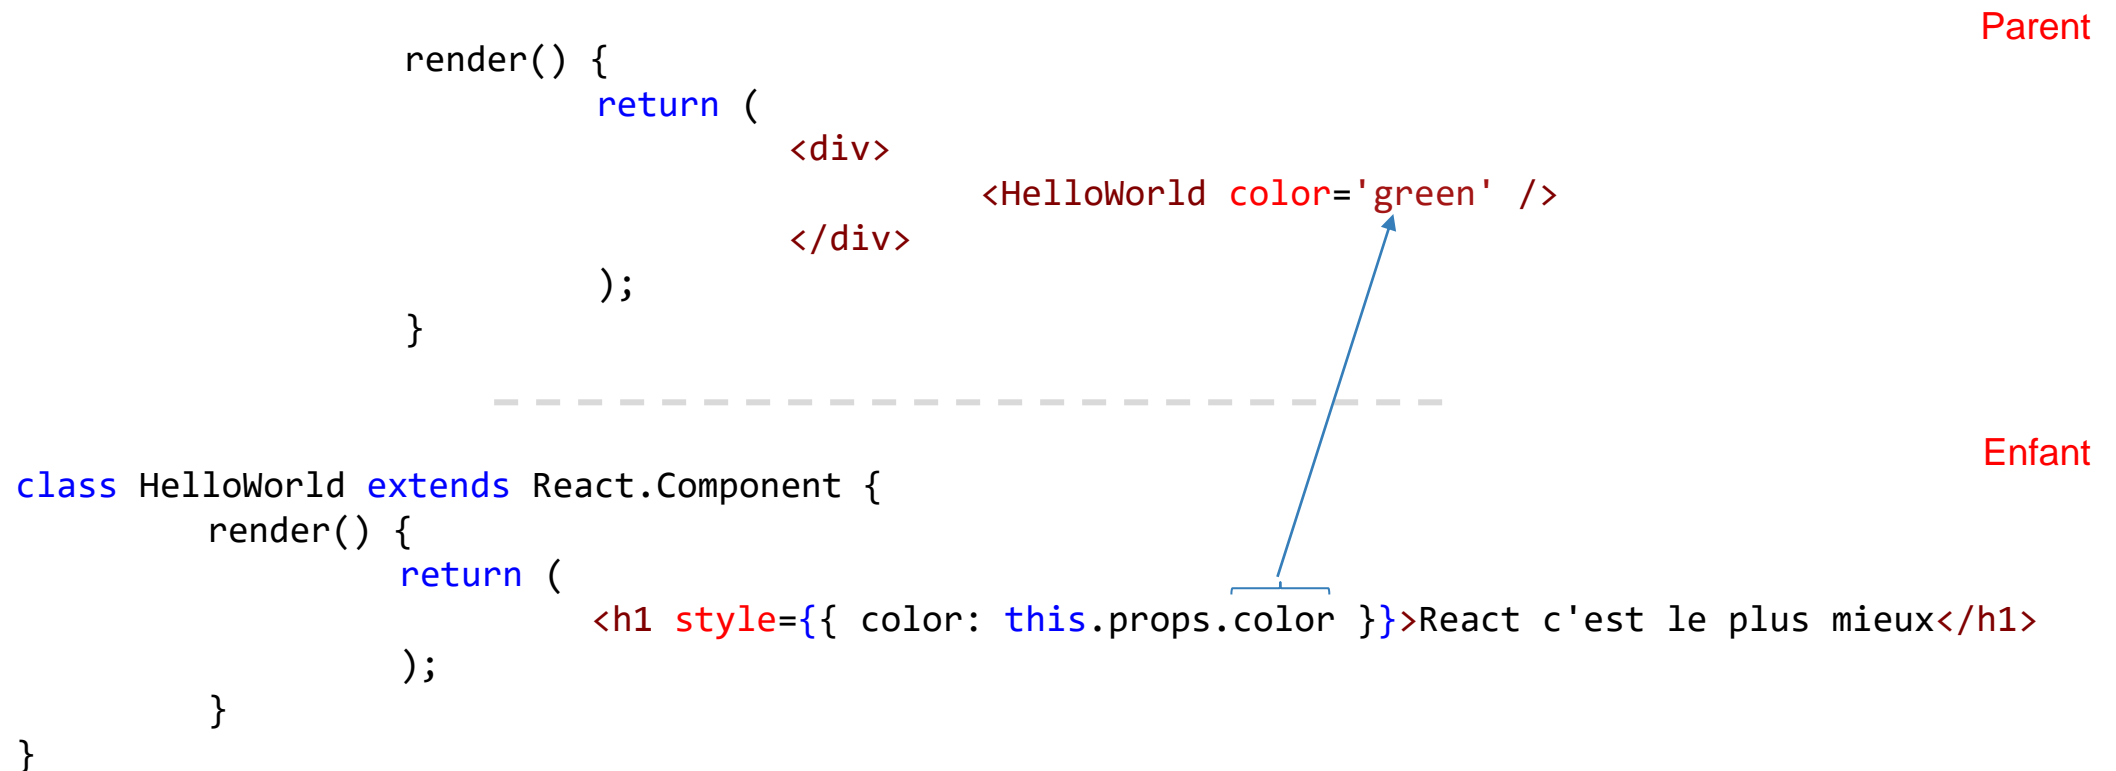 Parent
render() {
return (
<div>
<HelloWorld color='green' />
</div>
);
}
Enfant
class HelloWorld extends React.Component {
render() {
return (
<h1 style={{ color: this.props.color }}>React c'est le plus mieux</h1>
);
}
}